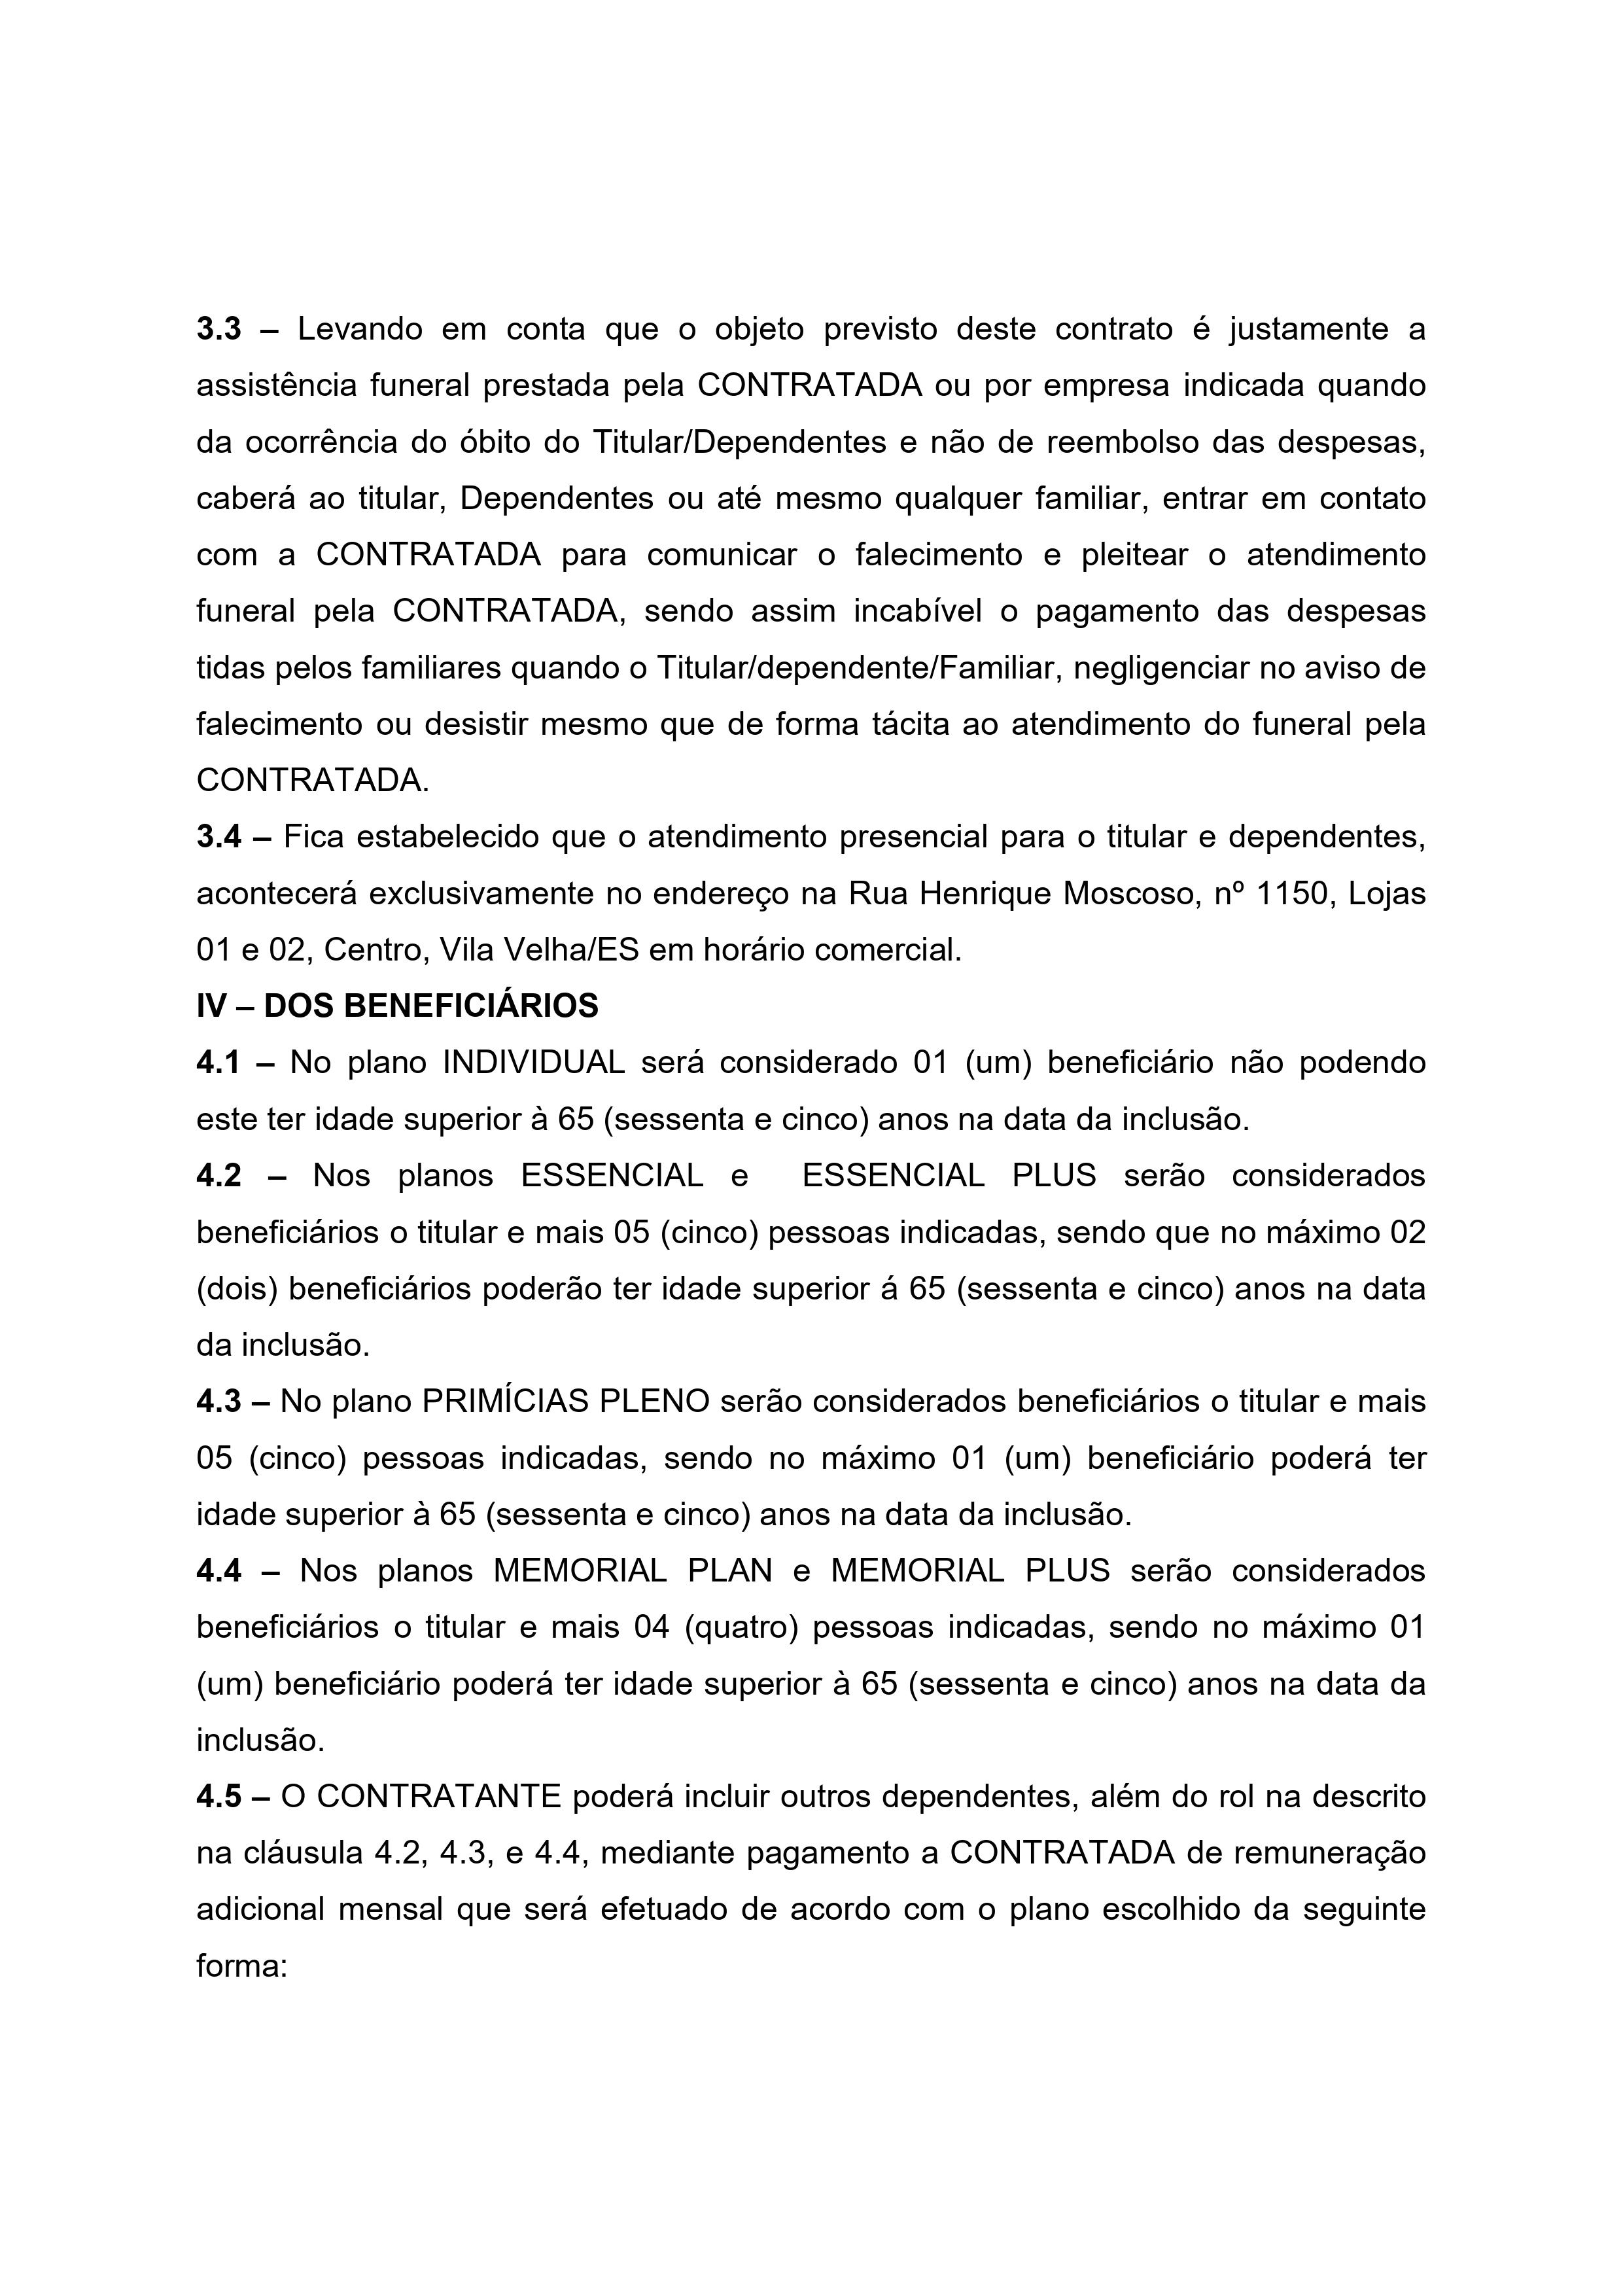 3.3 – Levando em conta que o objeto previsto deste contrato é justamente a
assistência funeral prestada pela CONTRATADA ou por empresa indicada quando
da ocorrência do óbito do Titular/Dependentes e não de reembolso das despesas,
caberá ao titular, Dependentes ou até mesmo qualquer familiar, entrar em contato
com a CONTRATADA para comunicar o falecimento e pleitear o atendimento
funeral pela CONTRATADA, sendo assim incabível o pagamento das despesas
tidas pelos familiares quando o Titular/dependente/Familiar, negligenciar no aviso de
falecimento ou desistir mesmo que de forma tácita ao atendimento do funeral pela
CONTRATADA.
3.4 – Fica estabelecido que o atendimento presencial para o titular e dependentes,
acontecerá exclusivamente no endereço na Rua Henrique Moscoso, nº 1150, Lojas
01 e 02, Centro, Vila Velha/ES em horário comercial.
IV – DOS BENEFICIÁRIOS
4.1 – No plano INDIVIDUAL será considerado 01 (um) beneficiário não podendo
este ter idade superior à 65 (sessenta e cinco) anos na data da inclusão.
4.2 – Nos planos ESSENCIAL e ESSENCIAL PLUS serão considerados
beneficiários o titular e mais 05 (cinco) pessoas indicadas, sendo que no máximo 02
(dois) beneficiários poderão ter idade superior á 65 (sessenta e cinco) anos na data
da inclusão.
4.3 – No plano PRIMÍCIAS PLENO serão considerados beneficiários o titular e mais
05 (cinco) pessoas indicadas, sendo no máximo 01 (um) beneficiário poderá ter
idade superior à 65 (sessenta e cinco) anos na data da inclusão.
4.4 – Nos planos MEMORIAL PLAN e MEMORIAL PLUS serão considerados
beneficiários o titular e mais 04 (quatro) pessoas indicadas, sendo no máximo 01
(um) beneficiário poderá ter idade superior à 65 (sessenta e cinco) anos na data da
inclusão.
4.5 – O CONTRATANTE poderá incluir outros dependentes, além do rol na descrito
na cláusula 4.2, 4.3, e 4.4, mediante pagamento a CONTRATADA de remuneração
adicional mensal que será efetuado de acordo com o plano escolhido da seguinte
forma: